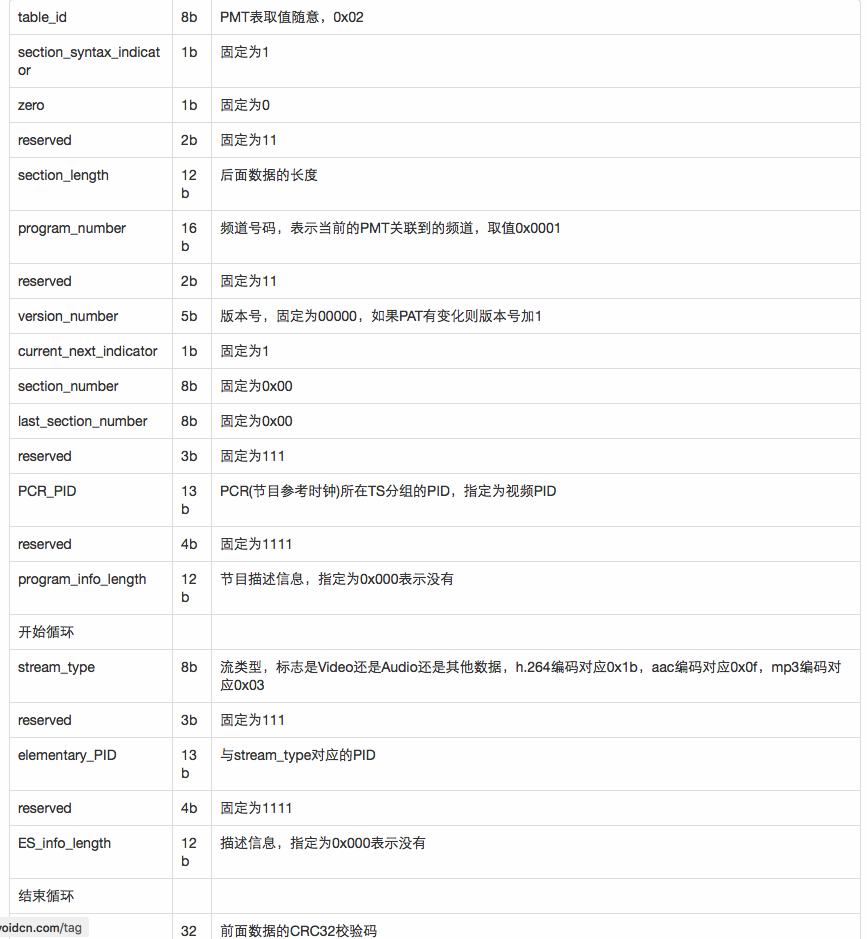 table_id 8b PMT表取值随意，0x02
section_syntax_indicat 1b 固定为1
or
zero 1b 固定为0
reserved 2b 固定为11
section_length 12 后面数据的长度
b
program_number 16 频道号码，表示当前的PMT关联到的频道，取值0x0001
b
reserved 2b 固定为11
version_number 5b 版本号，固定为00000，如果PAT有变化则版本号加1
current_next_indicator 1b 固定为1
section_number 8b 固定为0x00
last_section_number 8b 固定为0x00
reserved 3b 固定为111
PCR_PID 13 PCR(节目参考时钟)所在TS分组的PID，指定为视频PID
b
reserved 4b 固定为1111
program_info_length 12 节目描述信息，指定为0x000表示没有
b
开始循环
stream_type 8b 流类型，标志是Video还是Audio还是其他数据，h.264编码对应0x1b，aac编码对应0x0f，mp3编码对
应0x03
reserved 3b 固定为111
elementary_PID 13 与stream_type对应的PID
b
reserved 4b 固定为1111
ES_info_length 12 描述信息，指定为0x000表示没有
b
结束循环
voidcn.com/tag 32 前面数据的CRC32校验码